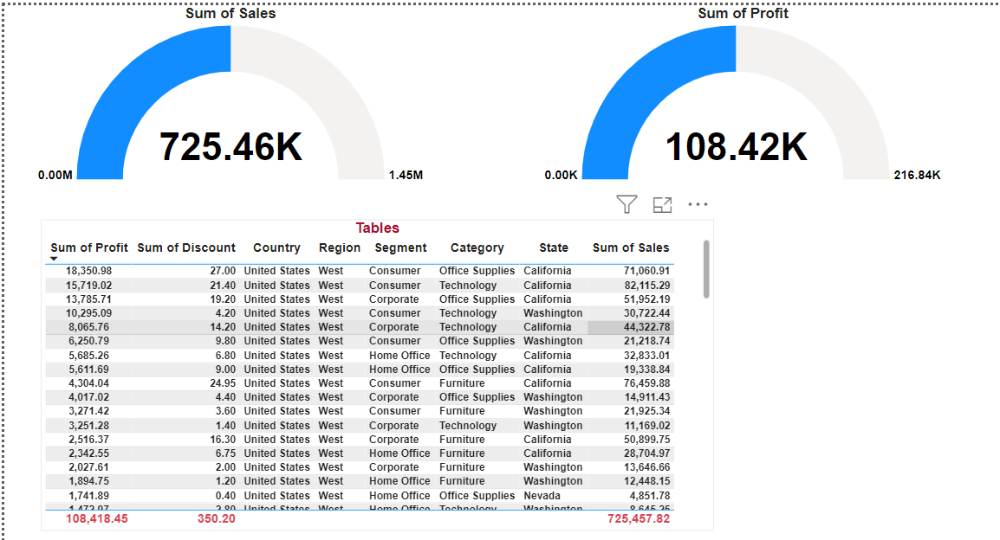 Sum of Sales
Sum of Profit
725.46K
108.42K
0.00M
1.45M
0.00K
216.84K
Tables
Sum of Profit Sum of Discount Country Region Segment Category State Sum of Sales
18,350.98 27.00 United States West Consumer Office Supplies California 71,060.91
15,719.02 21.40 United States West Consumer Technology California 82,115.29
13,785.71 19.20 United States West Corporate Office Supplies California 51,952.19
10,295.09 4.20 United States West Consumer Technology Washington 30,722.44
8,065.76 14.20 United States West Corporate Technology California 44,322.78
6,250.79 9.80 United States West Consumer Office Supplies Washington 21,218.74
5,685.26 6.80 United States West Home Office Technology California 32,833.01
5,611.69 9.00 United States West Home Office Office Supplies California 19,338.84
4,304.04 24.95 United States West Consumer Furniture California 76,459.88
4,017.02 4.40 United States West Corporate Office Supplies Washington 14,911.43
3,271.42 3.60 United States West Consumer Furniture Washington 21,925.34
3,251.28 1.40 United States West Corporate Technology Washington 11,169.02
2,516.37 16.30 United States West Corporate Furniture California 50,899.75
2,342.55 6.75 United States West Home Office Furniture California 28,704.97
2,027.61 2.00 United States West Corporate Furniture Washington 13,646.66
1,894.75 1.20 United States West Home Office Furniture Washington 12,448.15
1,741.89 0.40 United States West Home Office Office Supplies Nevada 4,851.78
United States West Home Office Technology Washington
108,418.45 350.20 725,457.82